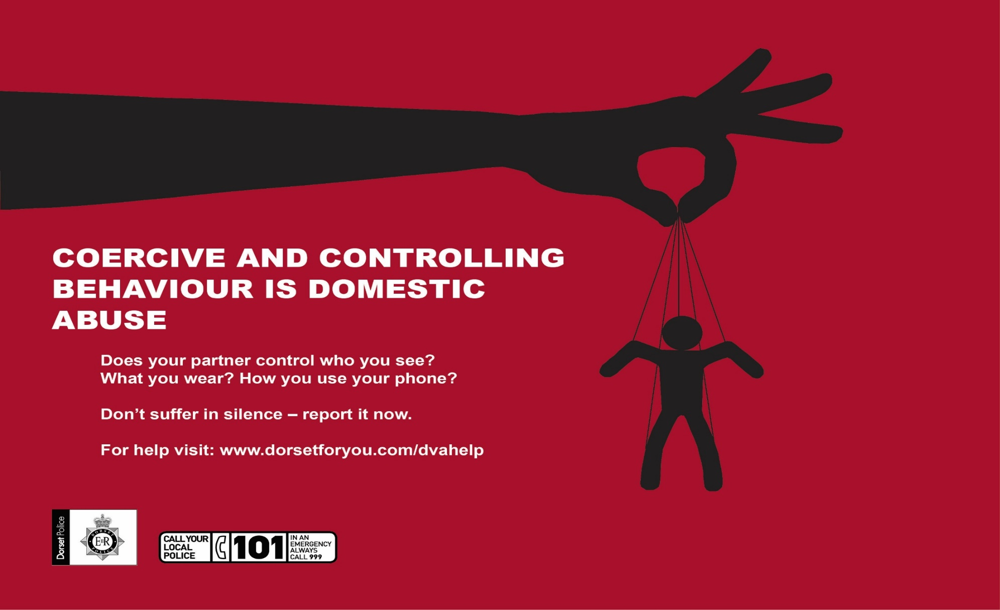 COERCIVE AND CONTROLLING
BEHAVIOUR IS DOMESTIC
ABUSE
Does your partner control who you see?
What you wear? How you use your phone?
Don’t suffer in silence – report it now.
For help visit: www.dorsetforyou.com/dvahelp
Dorset Police
DORSET
EIIR
POLICE
CALL YOUR
LOCAL
POLICE
101
IN AN
EMERGENCY
ALWAYS
CALL 999